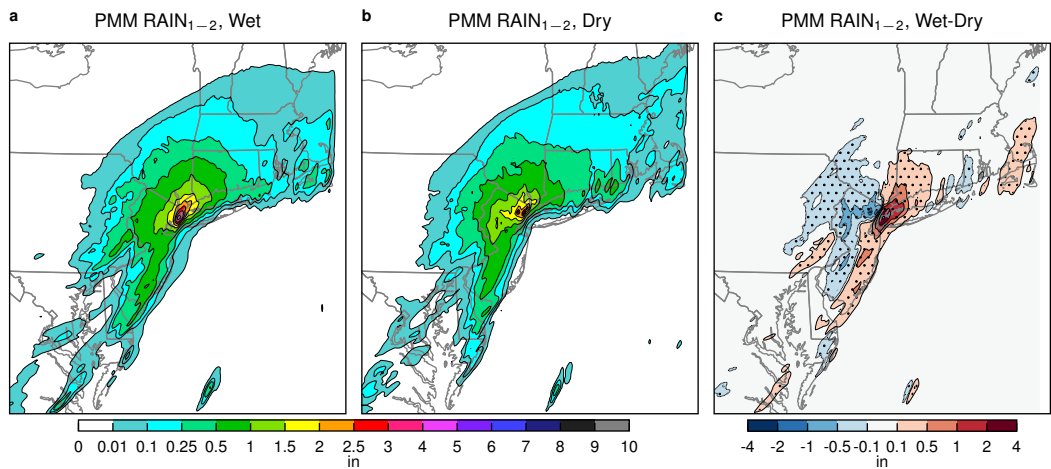 a PMM RAIN1−2, Wet
b PMM RAIN1−2, Dry
c PMM RAIN1−2, Wet-Dry
0 0.01 0.1 0.25 0.5 1 1.5 2 2.5 3 4 5 6 7 8 9 10
in
-4 -2 -1 -0.5 -0.1 0.1 0.5 1 2 4
in